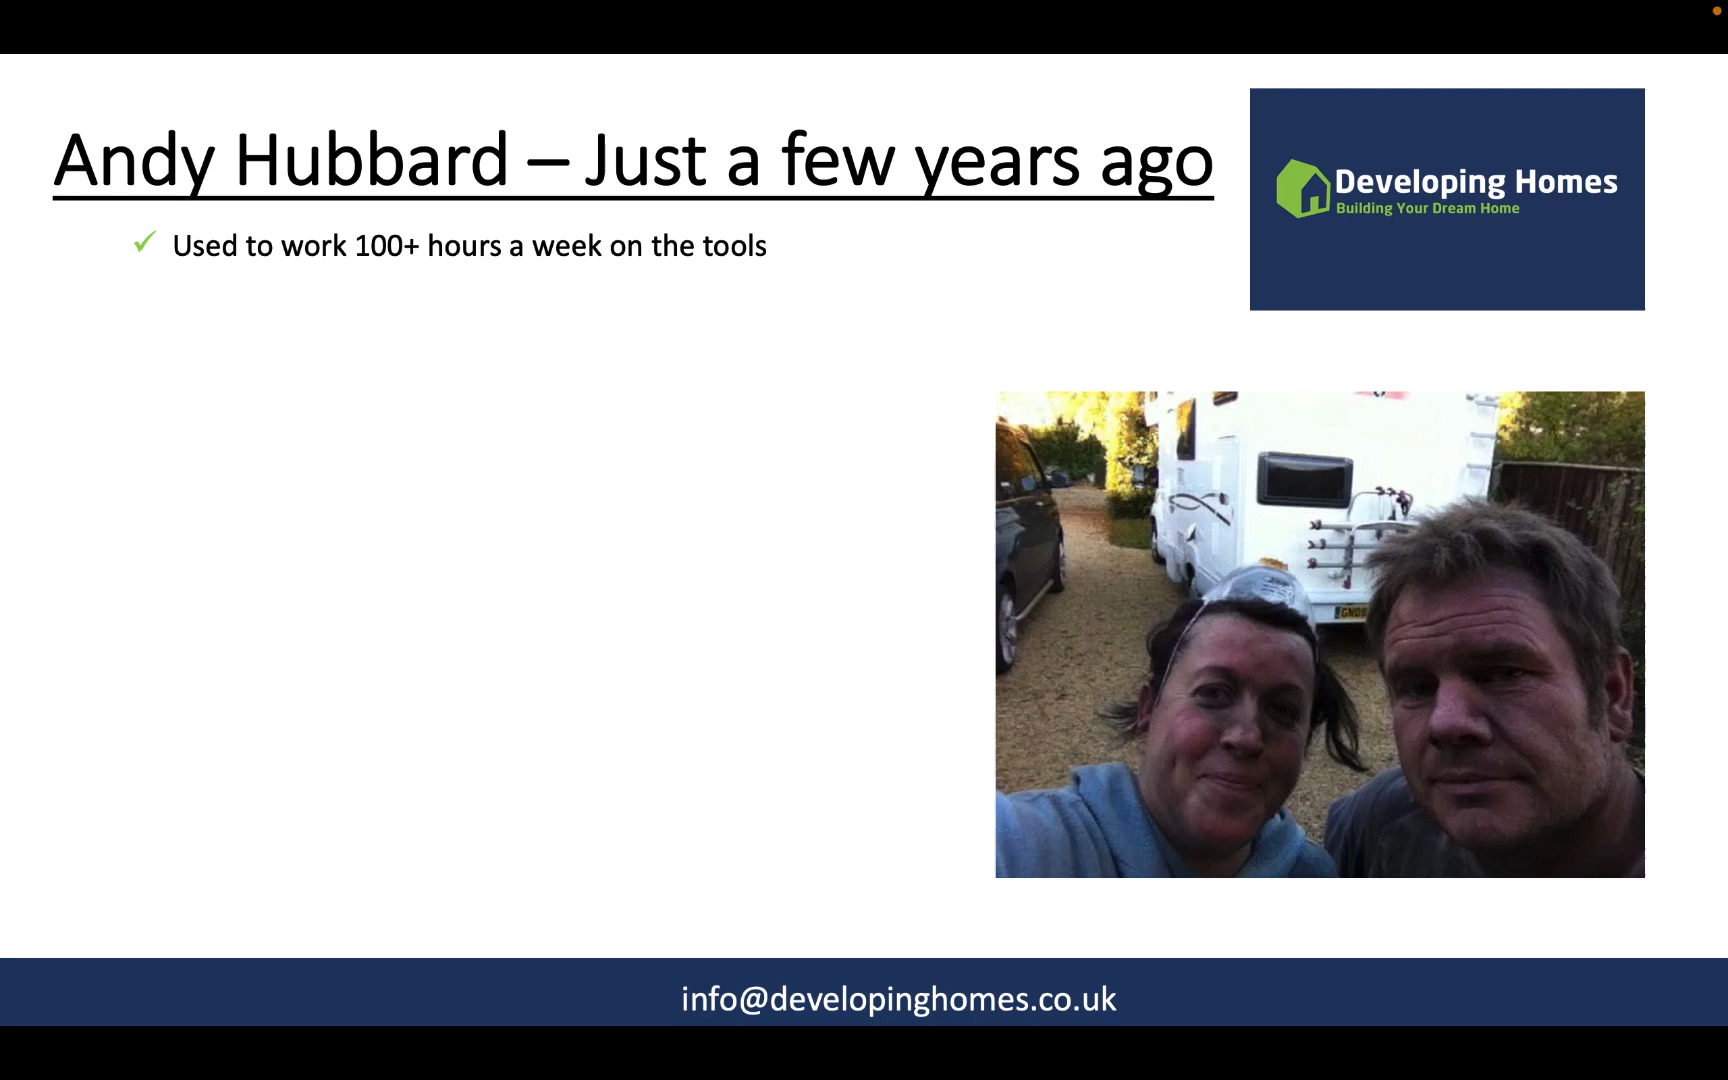 Andy Hubbard – Just a few years ago
Developing Homes
Building Your Dream Home
Used to work 100+ hours a week on the tools
info@developinghomes.co.uk